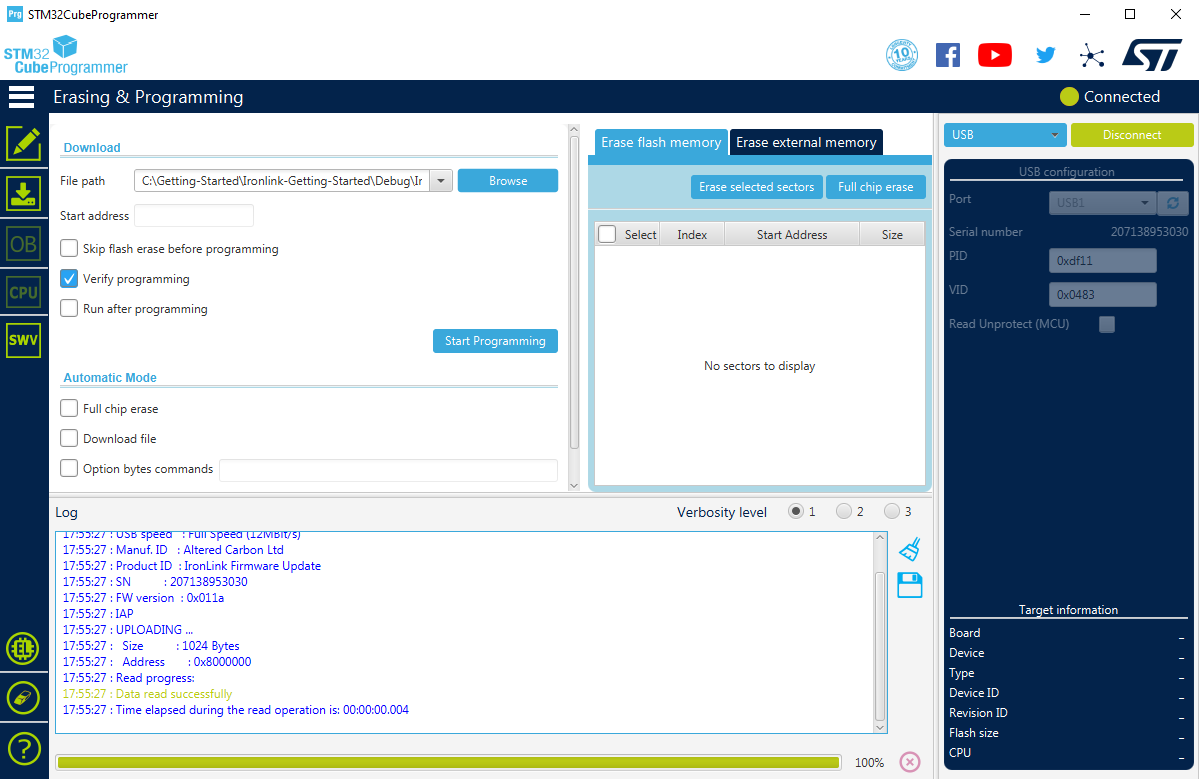 Prg STM32CubeProgrammer
STM32
CubeProgrammer
10
YEARS
ST
Erasing & Programming
Connected
Download
File path C:\Getting-Started\Ironlink-Getting-Started\Debug\Ir Browse
Start address
Skip flash erase before programming
Verify programming
Run after programming
Start Programming
Automatic Mode
Full chip erase
Download file
Option bytes commands
OB
CPU
SWV
EL
?
Erase flash memory Erase external memory
Erase selected sectors Full chip erase
Select Index Start Address Size
No sectors to display
USB Disconnect
USB configuration
Port USB1
Serial number 207138953030
PID 0xdf11
VID 0x0483
Read Unprotect (MCU)
Log Verbosity level 1 2 3
17:55:27 : USB speed : Full Speed (12MBit/s)
17:55:27 : Manuf. ID : Altered Carbon Ltd
17:55:27 : Product ID : IronLink Firmware Update
17:55:27 : SN : 207138953030
17:55:27 : FW version : 0x011a
17:55:27 : IAP
17:55:27 : UPLOADING ...
17:55:27 : Size : 1024 Bytes
17:55:27 : Address : 0x8000000
17:55:27 : Read progress:
17:55:27 : Data read successfully
17:55:27 : Time elapsed during the read operation is: 00:00:00.004
100%
Target information
Board -
Device -
Type -
Device ID -
Revision ID -
Flash size -
CPU -